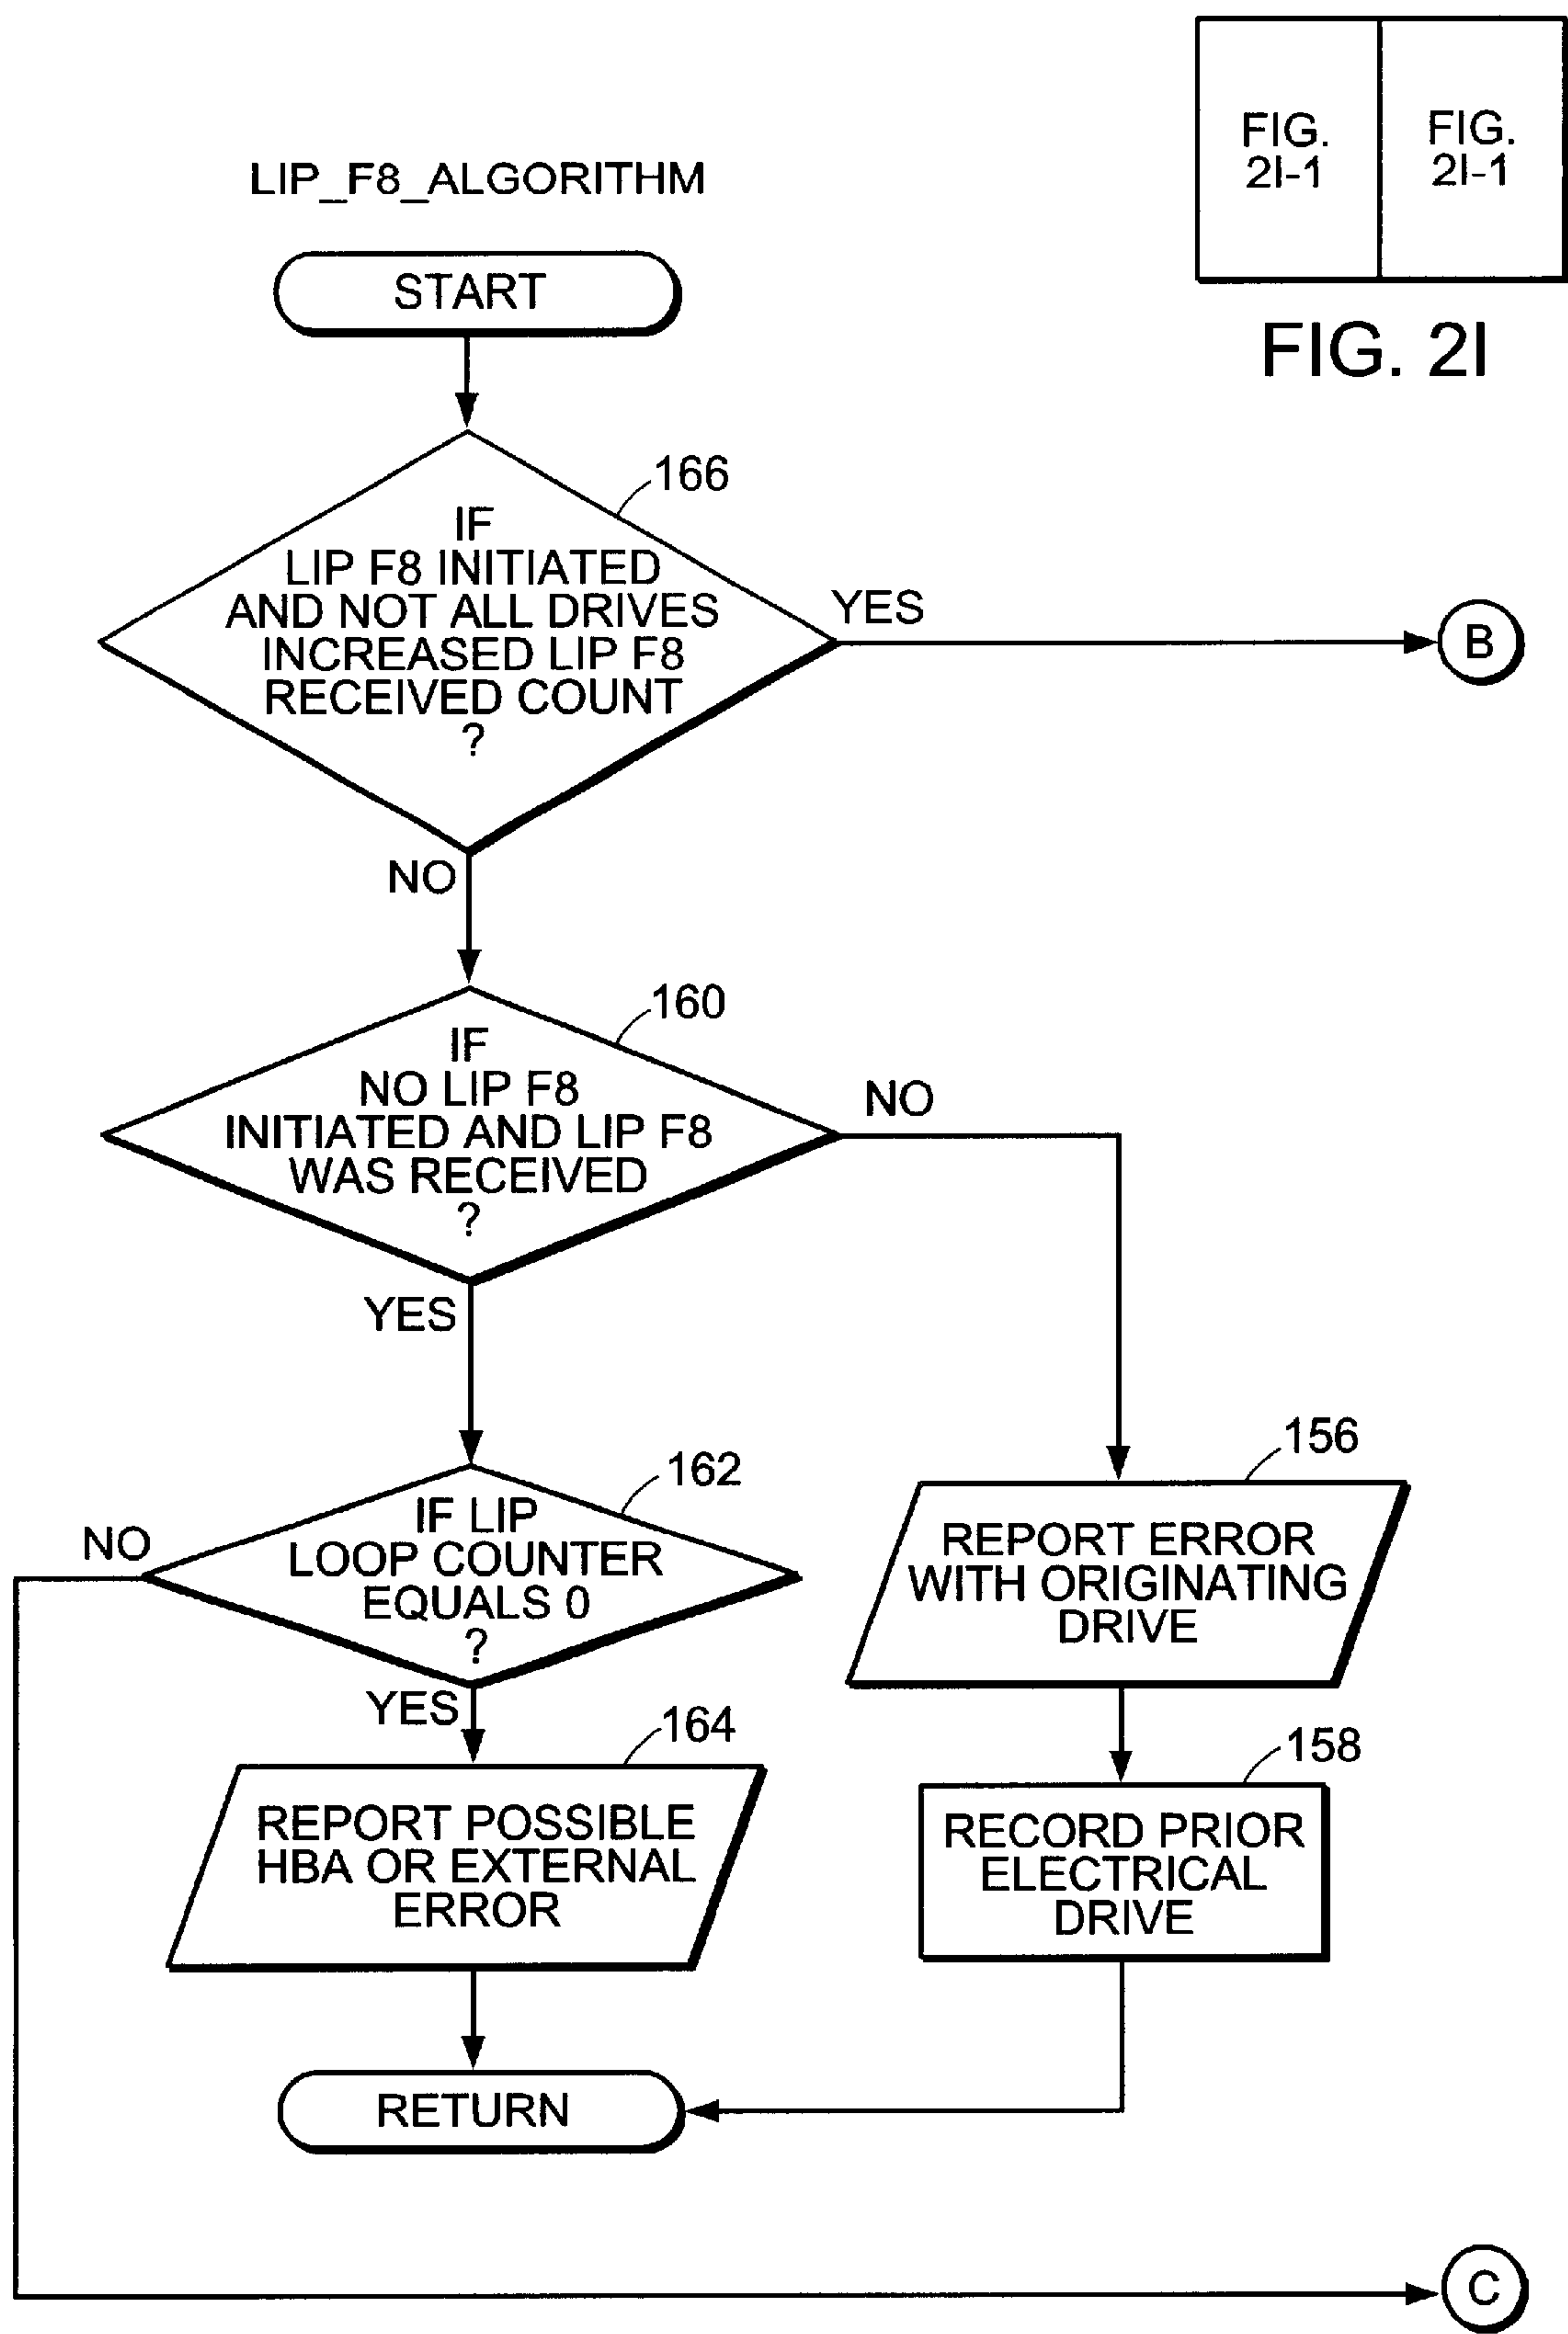 FIG.
2I-1
FIG.
2I-1
FIG. 2I
LIP_F8_ALGORITHM
START
166
IF
LIP F8 INITIATED
AND NOT ALL DRIVES
INCREASED LIP F8
RECEIVED COUNT
?
YES
B
NO
160
IF
NO LIP F8
INITIATED AND LIP F8
WAS RECEIVED
?
NO
YES
162
IF LIP
LOOP COUNTER
EQUALS 0
?
NO
YES
156
REPORT ERROR
WITH ORIGINATING
DRIVE
164
REPORT POSSIBLE
HBA OR EXTERNAL
ERROR
158
RECORD PRIOR
ELECTRICAL
DRIVE
RETURN
C